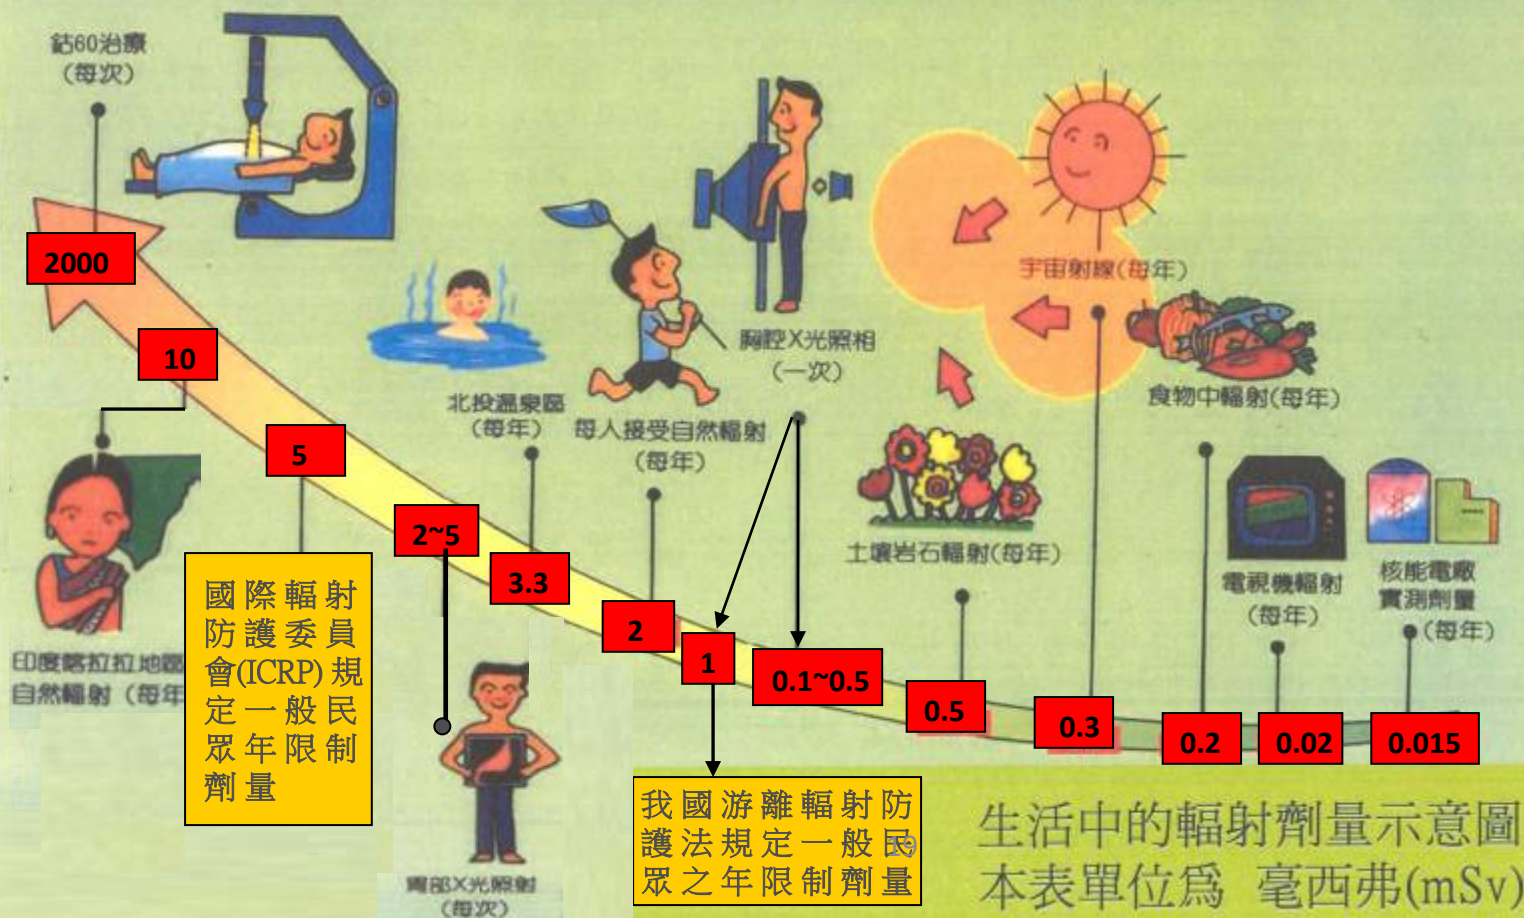 鈷60治療
(每次)
2000
10
印度喀拉拉地區
自然輻射 (每年
5
國際輻射
防護委員
會(ICRP) 規
定一般民
眾年限制
劑量
2~5
胃部X光照射
(每次)
北投溫泉區
(每年)
3.3
每人接受自然輻射
(每年)
2
胸腔X光照相
(一次)
1
0.1~0.5
我國游離輻射防
護法規定一般民
眾之年限制劑量
19
土壤岩石輻射(每年)
0.5
宇宙射線(每年)
0.3
食物中輻射(每年)
0.2
電視機輻射
(每年)
0.02
核能電廠
實測劑量
(每年)
0.015
生活中的輻射劑量示意圖
本表單位為 毫西弗(mSv)